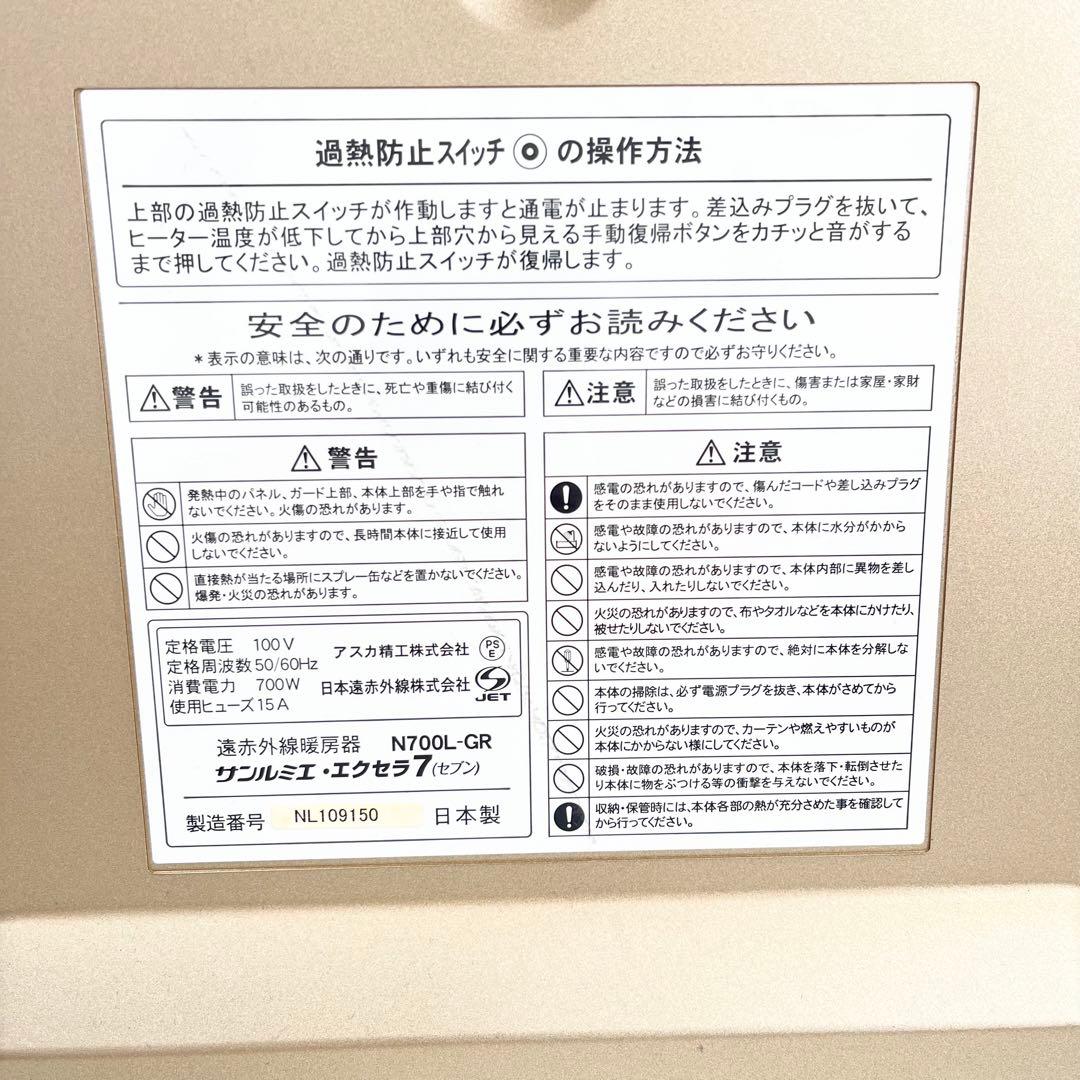 過熱防止スイッチ◉の操作方法
上部の過熱防止スイッチが作動しますと通電が止まります。差込みプラグを抜いて、
ヒーター温度が低下してから上部穴から見える手動復帰ボタンをカチッと音がする
まで押してください。過熱防止スイッチが復帰します。
安全のために必ずお読みください
*表示の意味は、次の通りです。いずれも安全に関する重要な内容ですので必ずお守りください。
⚠警告
誤った取扱をしたときに、死亡や重傷に結び付く
可能性のあるもの。
⚠注意
誤った取扱をしたときに、傷害または家屋・家財
などの損害に結び付くもの。
⚠警告
発熱中のパネル、ガード上部、本体上部を手や指で触れ
ないでください。火傷の恐れがあります。
火傷の恐れがありますので、長時間本体に接近して使用
しないでください。
直接熱が当たる場所にスプレー缶などを置かないでください。
爆発・火災の恐れがあります。
定格電圧 100V
定格周波数 50/60Hz
消費電力 700W
使用ヒューズ 15A
アスカ精工株式会社 PSE
日本遠赤外線株式会社 JET
遠赤外線暖房器 N700L-GR
サンルミエ・エクセラ7(セブン)
製造番号 NL109150 日本製
⚠注意
感電の恐れがありますので、傷んだコードや差し込みプラグ
をそのまま使用しないでください。
感電や故障の恐れがありますので、本体に水分がかから
ないようにしてください。
感電や故障の恐れがありますので、本体内部に異物を差し
込んだり、入れたりしないでください。
火災の恐れがありますので、布やタオルなどを本体にかけたり、
被せたりしないでください。
感電や故障の恐れがありますので、絶対に本体を分解しな
いでください。
本体の掃除は、必ず電源プラグを抜き、本体がさめてから
行ってください。
火災の恐れがありますので、カーテンや燃えやすいものが
本体にかからない様にしてください。
破損・故障の恐れがありますので、本体を落下・転倒させた
り本体に物をぶつける等の衝撃を与えないでください。
収納・保管時には、本体各部の熱が充分さめた事を確認して
から行ってください。